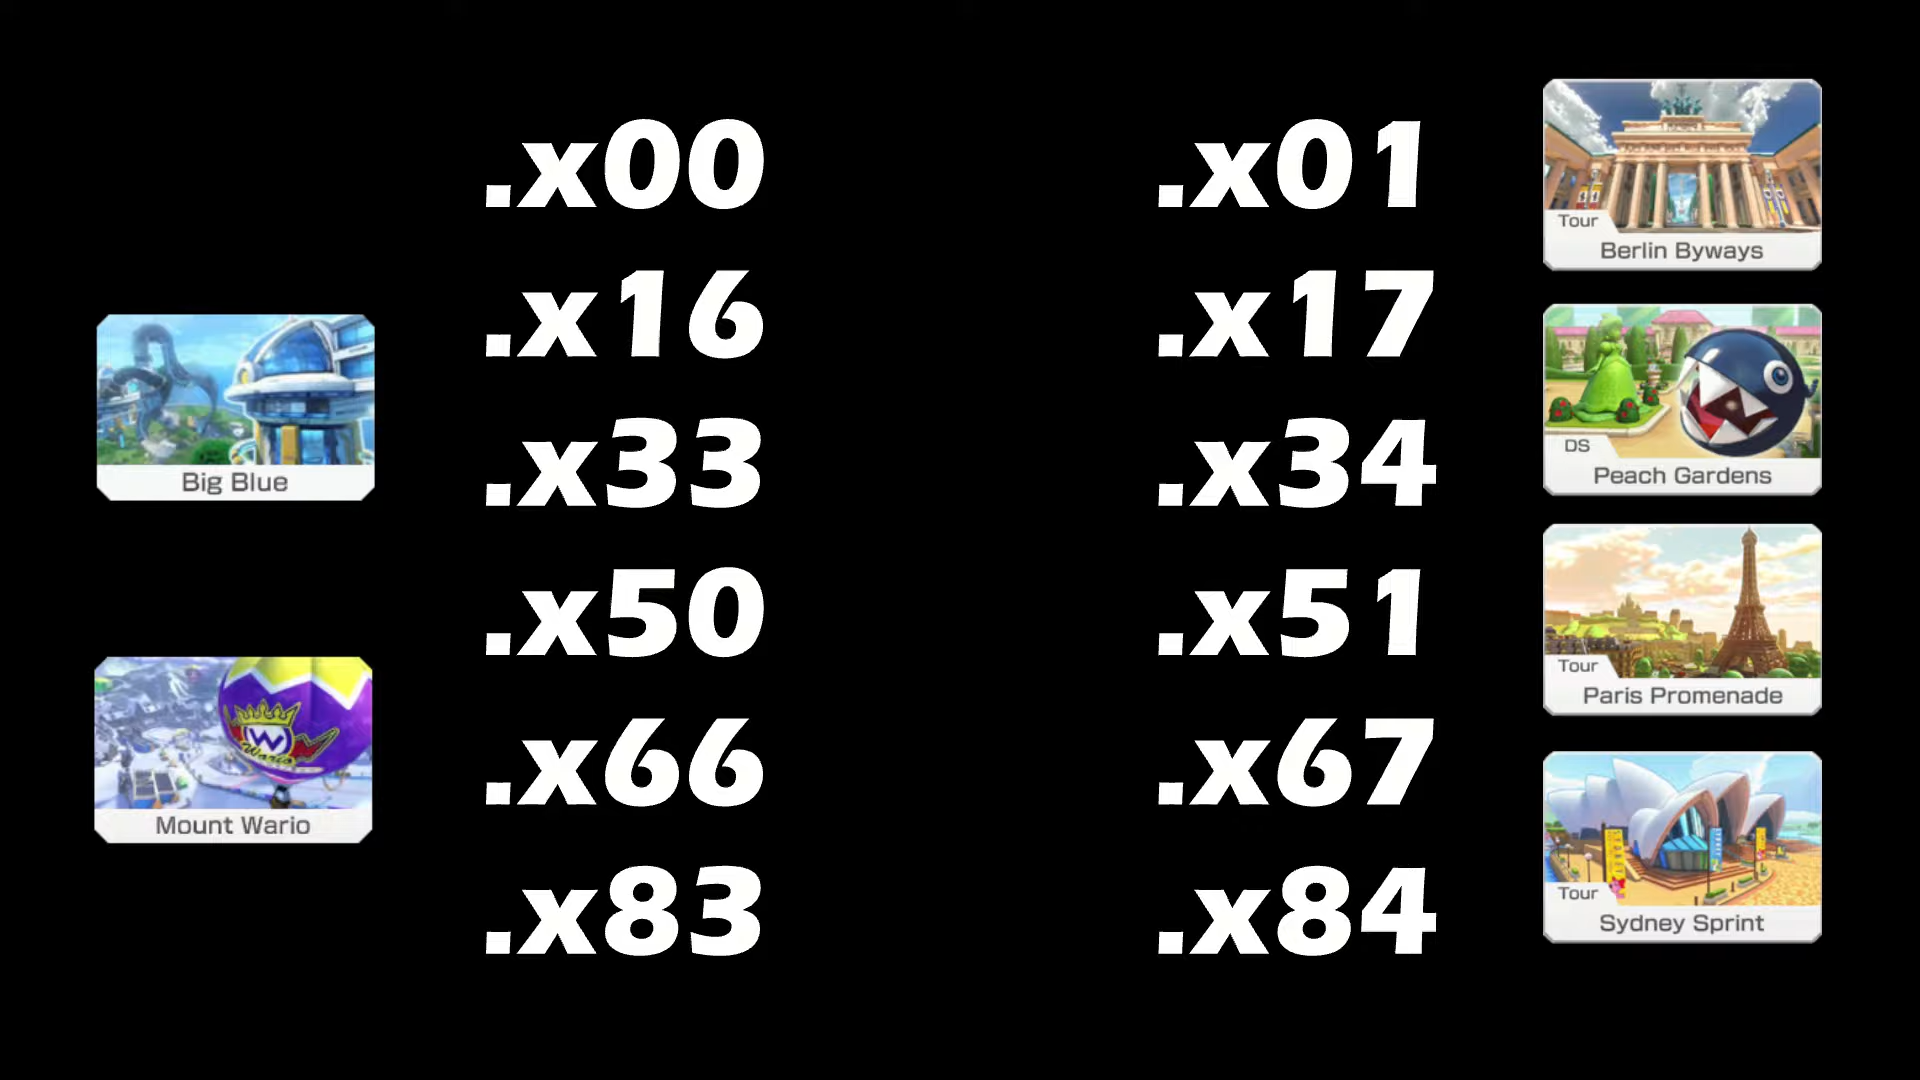 .x00
.x16
.x33
.x50
.x66
.x83
Big Blue
Wario
Mount Wario
.x01
.x17
.x34
.x51
.x67
.x84
Tour
Berlin Byways
DS
Peach Gardens
Tour
Paris Promenade
Tour
Sydney Sprint